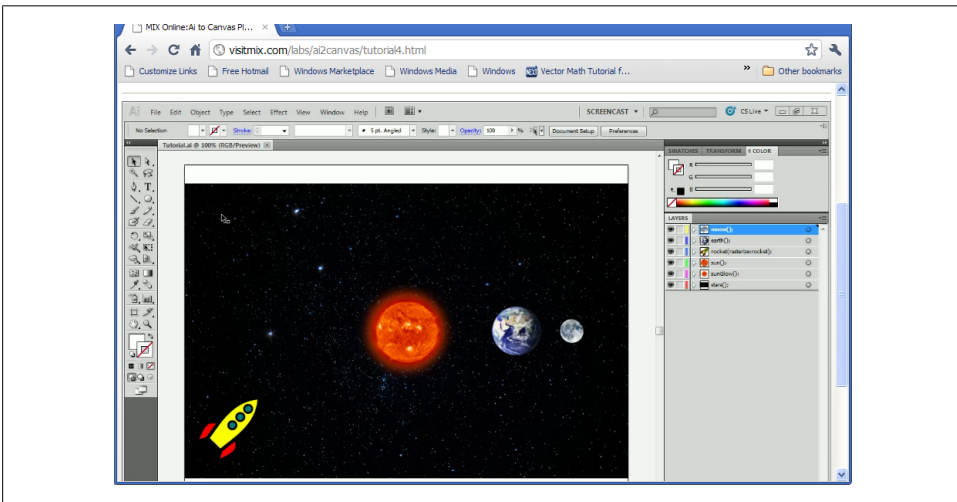 MIX Online:Ai to Canvas Pl... ×
visitmix.com/labs/ai2canvas/tutorial4.html
Customize Links Free Hotmail Windows Marketplace Windows Media Windows Vector Math Tutorial f... » Other bookmarks
Ai File Edit Object Type Select Effect View Window Help SCREENCAST CS Live
No Selection Stroke: 5 pt. Angled Style: Opacity: 100 % Document Setup Preferences
Tutorial.ai @ 100% (RGB/Preview)
SWATCHES TRANSFORM COLOR
R
G
B
LAYERS
moon();
earth();
rocket(rasterize:rocket);
sun();
sunGlow();
stars();